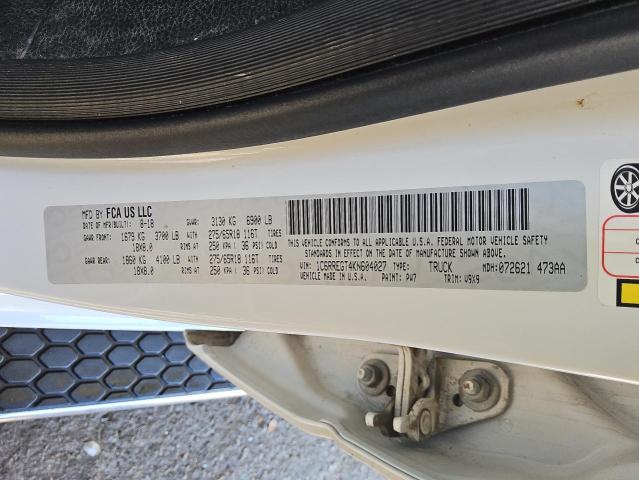 MFD BY FCA US LLC
DATE OF MFR(BUILT): 8-18 GVWR: 3130 KG 6900 LB
GAWR FRONT: 1679 KG 3700 LB WITH 275/65R18 116T TIRES
18X8.0 RIMS AT 250 KPA ( 36 PSI) COLD
GAWR REAR: 1860 KG 4100 LB WITH 275/65R18 116T TIRES
18X8.0 RIMS AT 250 KPA ( 36 PSI) COLD
THIS VEHICLE CONFORMS TO ALL APPLICABLE U.S.A. FEDERAL MOTOR VEHICLE SAFETY
STANDARDS IN EFFECT ON THE DATE OF MANUFACTURE SHOWN ABOVE.
VIN: 1C6RREGT4KN604027 TYPE: TRUCK MDH: 072621 473AA
PAINT: PW7 TRIM: V9X9